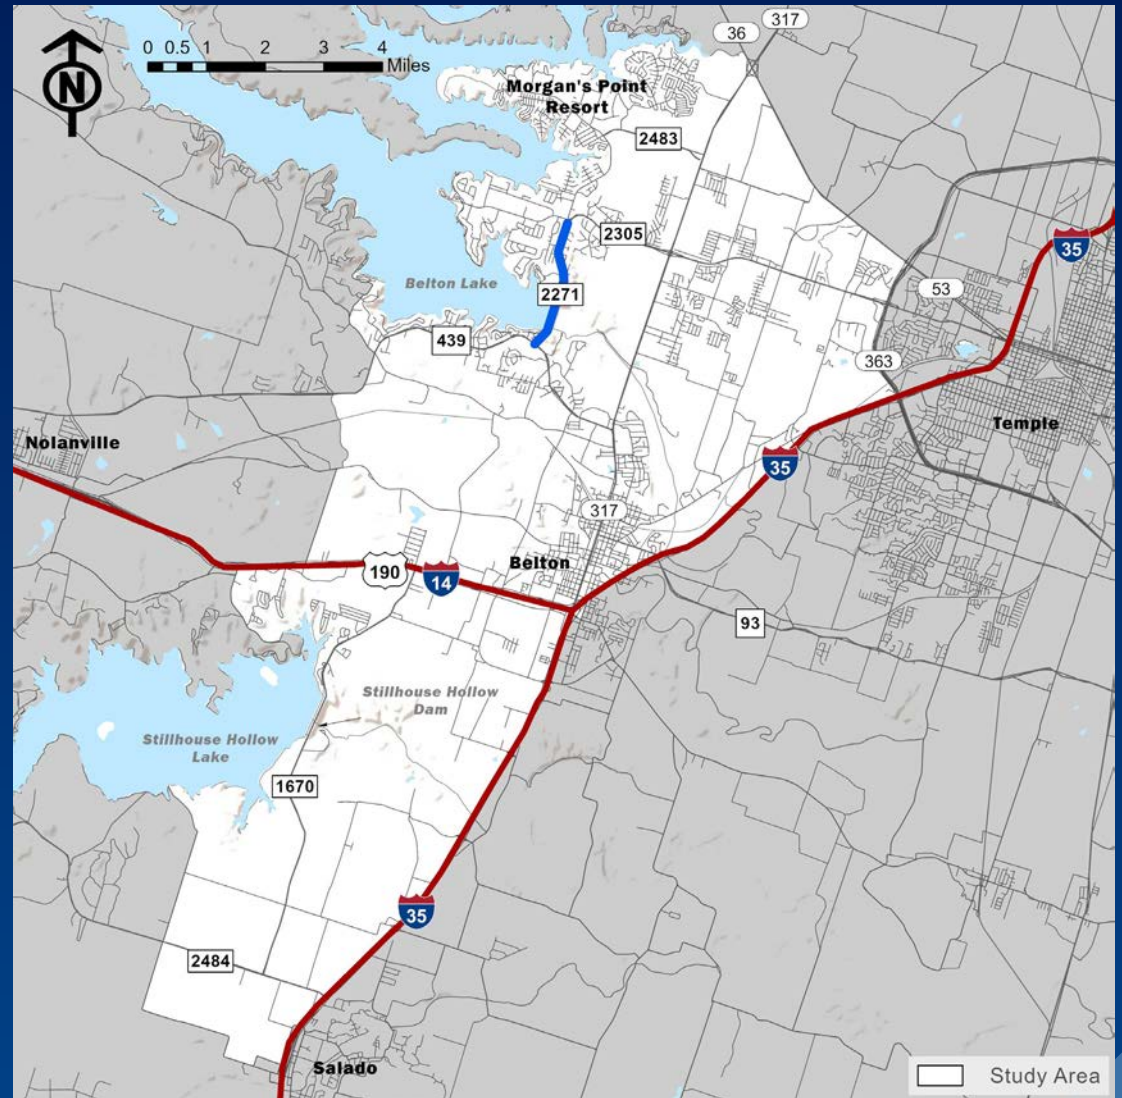 36
317
0 0.5 1 2 3 4
Miles
N
Morgan's Point
Resort
2483
2305
35
Belton Lake
2271
53
439
363
Temple
Nolanville
35
317
Belton
190
14
93
Stillhouse Hollow
Dam
Stillhouse Hollow
Lake
1670
35
2484
Salado
Study Area